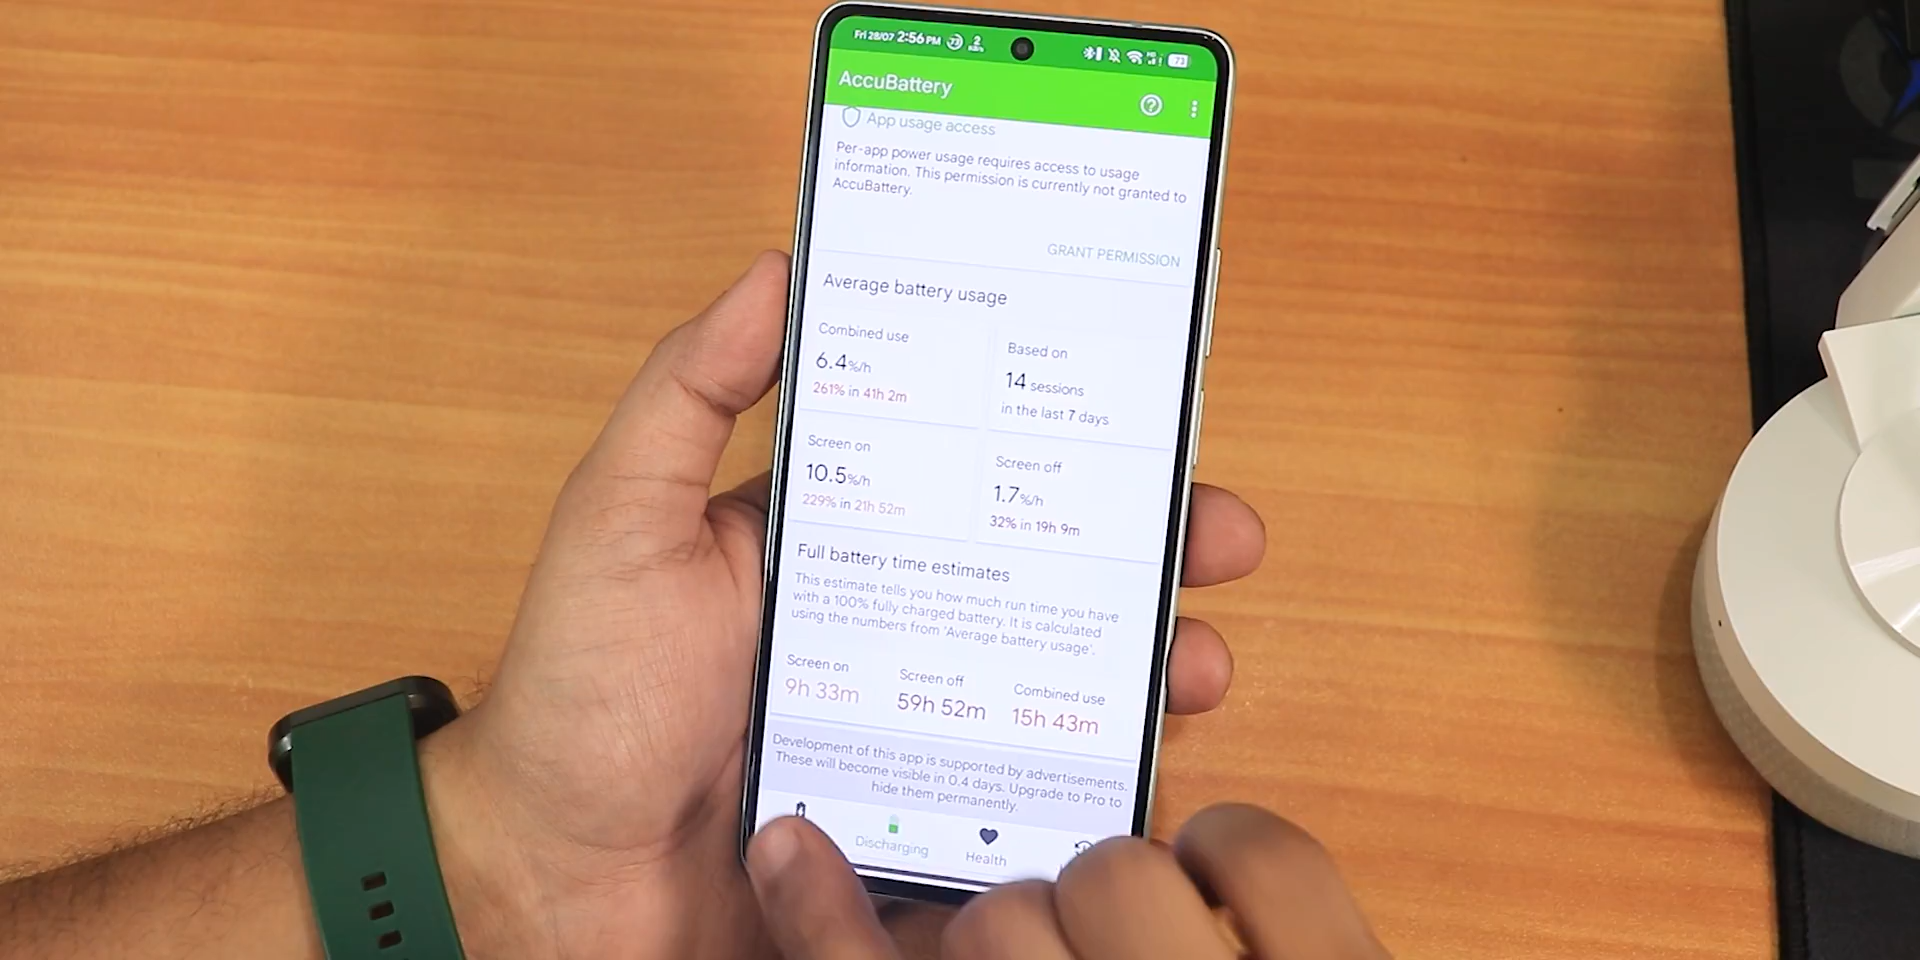 Fri 28/07 2:56 PM 73 2 KB/s 73
AccuBattery
App usage access
Per-app power usage requires access to usage
information. This permission is currently not granted to
AccuBattery.
GRANT PERMISSION
Average battery usage
Combined use
6.4%/h
261% in 41h 2m
Based on
14 sessions
in the last 7 days
Screen on
10.5%/h
229% in 21h 52m
Screen off
1.7%/h
32% in 19h 9m
Full battery time estimates
This estimate tells you how much run time you have
with a 100% fully charged battery. It is calculated
using the numbers from 'Average battery usage'.
Screen on
9h 33m
Screen off
59h 52m
Combined use
15h 43m
Development of this app is supported by advertisements.
These will become visible in 0.4 days. Upgrade to Pro to
hide them permanently.
Discharging
Health